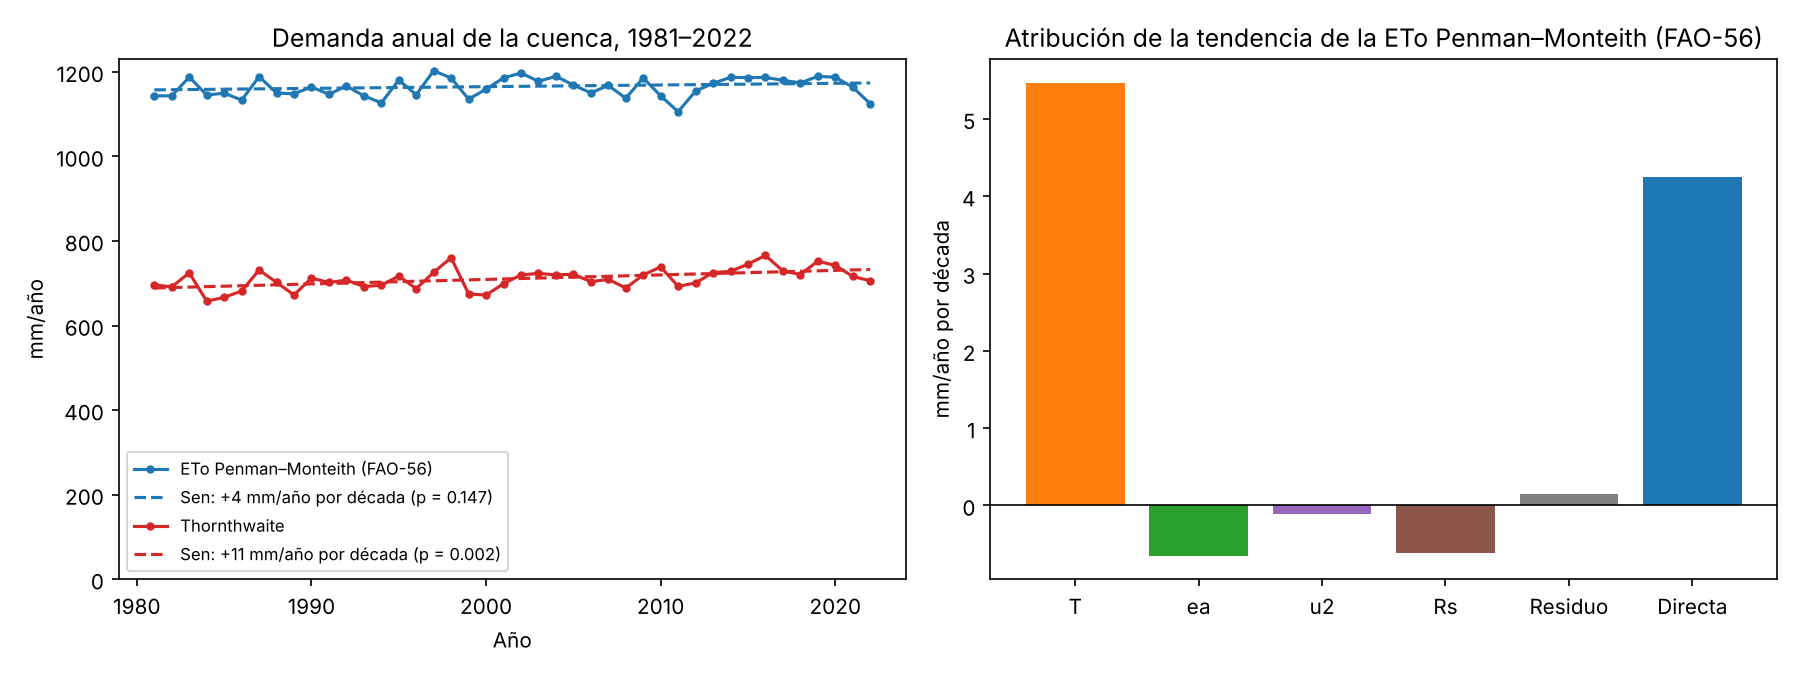 Demanda anual de la cuenca, 1981–2022
mm/año
1200
1000
800
600
400
200
0
ETo Penman–Monteith (FAO-56)
Sen: +4 mm/año por década (p = 0.147)
Thornthwaite
Sen: +11 mm/año por década (p = 0.002)
1980 1990 2000 2010 2020
Año
Atribución de la tendencia de la ETo Penman–Monteith (FAO-56)
mm/año por década
5
4
3
2
1
0
T ea u2 Rs Residuo Directa